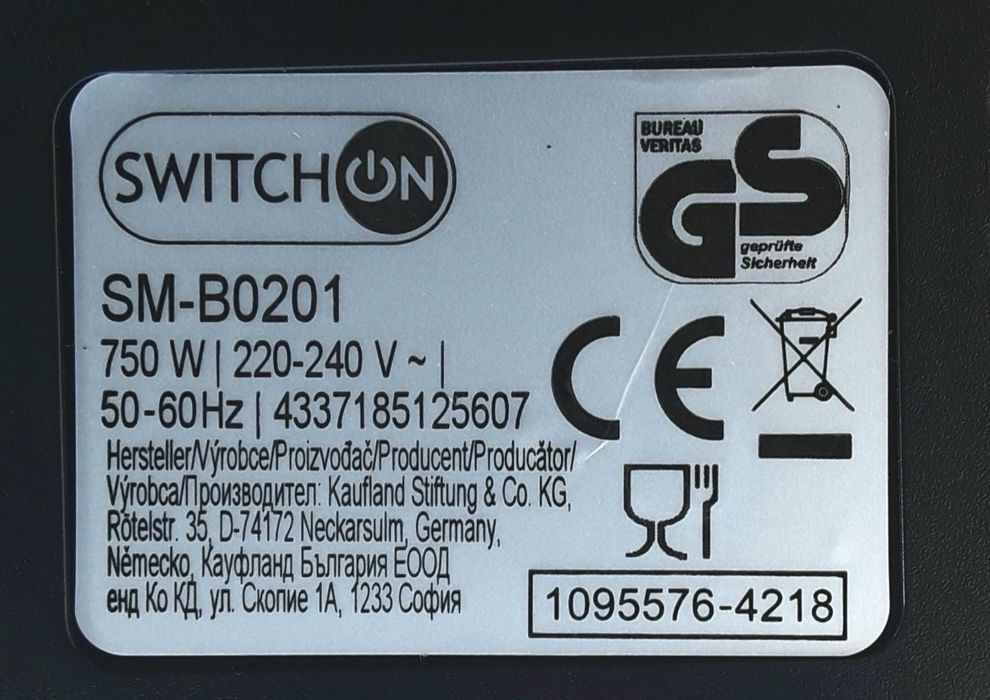 SWITCHON
BUREAU
VERITAS
GS
geprüfte
Sicherheit
SM-B0201
750 W | 220-240 V ~ |
50-60Hz | 4337185125607
CE
Hersteller/Výrobce/Proizvođač/Producent/Producător/
Výrobca/Производител: Kaufland Stiftung & Co. KG,
Rötelstr. 35, D-74172 Neckarsulm, Germany,
Německo, Кауфланд България ЕООД
енд Ко КД, ул. Скопие 1А, 1233 София
1095576-4218